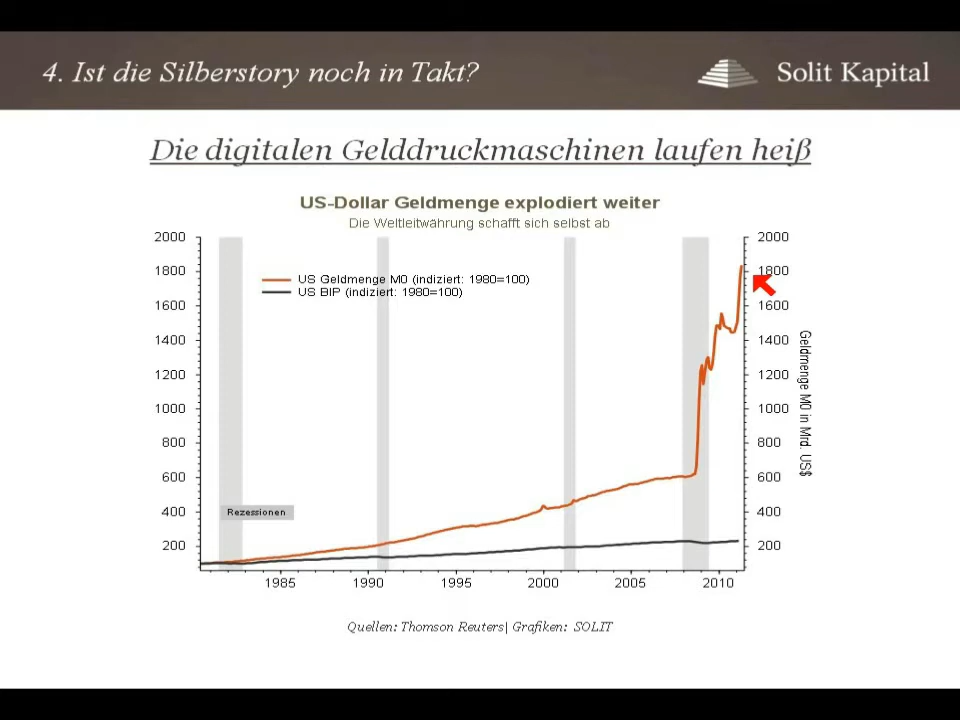 4. Ist die Silberstory noch in Takt?
Solit Kapital
Die digitalen Gelddruckmaschinen laufen heiß
US-Dollar Geldmenge explodiert weiter
Die Weltleitwährung schafft sich selbst ab
2000
1800
1600
1400
1200
1000
800
600
400
200
US Geldmenge M0 (indiziert: 1980=100)
US BIP (indiziert: 1980=100)
Rezessionen
2000
1800
1600
1400
1200
1000
800
600
400
200
Geldmenge M0 in Mrd. US$
1985 1990 1995 2000 2005 2010
Quellen: Thomson Reuters| Grafiken: SOLIT